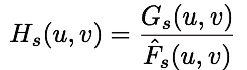 H_s(u, v) = \frac{G_s(u, v)}{\hat{F}_s(u, v)}